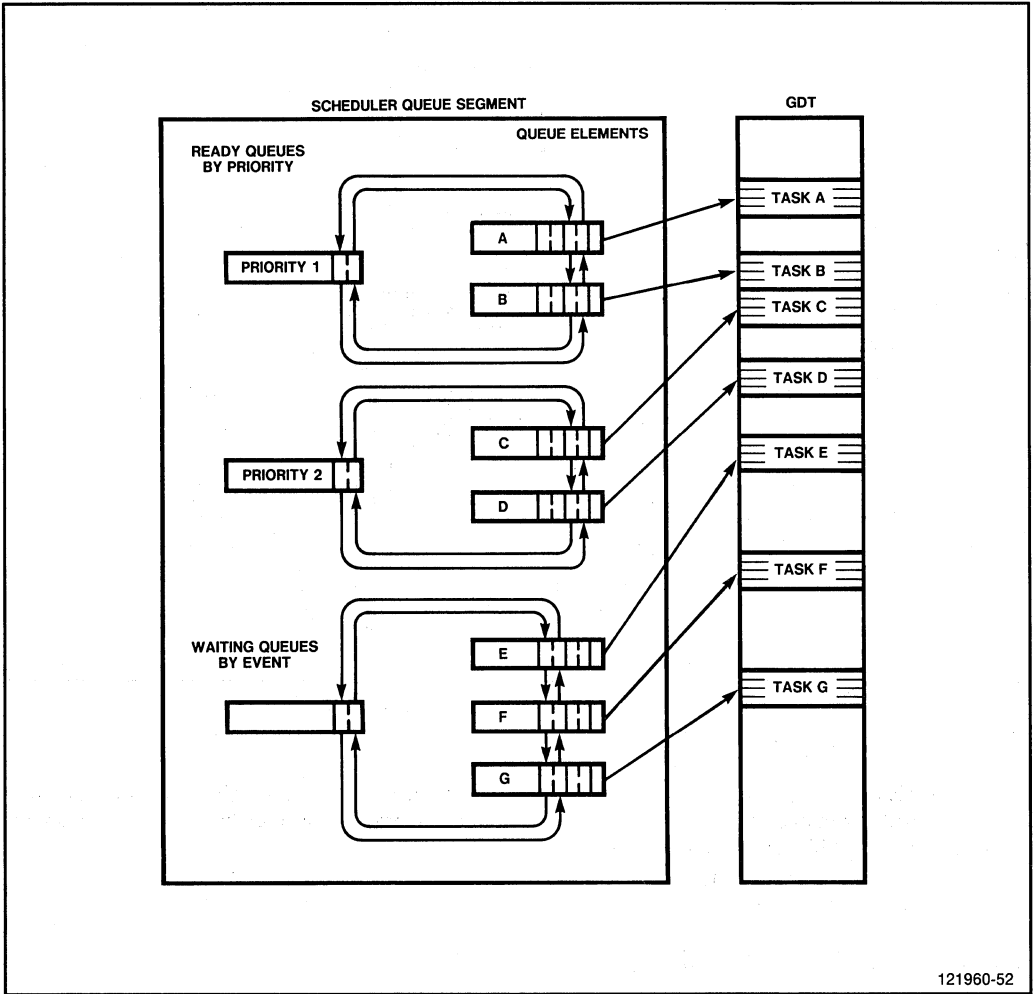 SCHEDULER QUEUE SEGMENT
GDT
QUEUE ELEMENTS
READY QUEUES
BY PRIORITY
PRIORITY 1
A
B
PRIORITY 2
C
D
WAITING QUEUES
BY EVENT
E
F
G
TASK A
TASK B
TASK C
TASK D
TASK E
TASK F
TASK G
121960-52